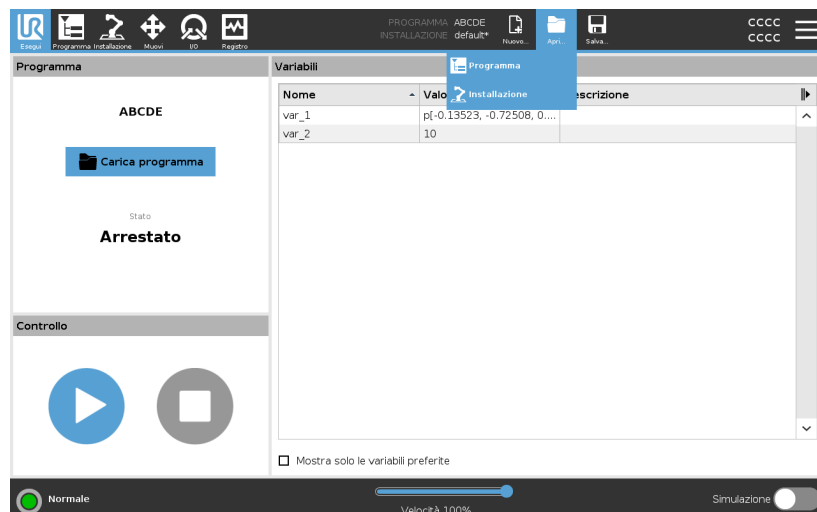 PROGRAMMA ABCDE
INSTALLAZIONE default*
cccc
cccc
Esegui Programma Installazione Muovi I/O Registro Nuovo... Apri... Salva...
Programma
Installazione
Programma
ABCDE
Carica programma
Stato
Arrestato
Controllo
Variabili
Nome Valo escrizione
var_1 p[-0.13523, -0.72508, 0....
var_2 10
Mostra solo le variabili preferite
Normale
Velocità 100%
Simulazione